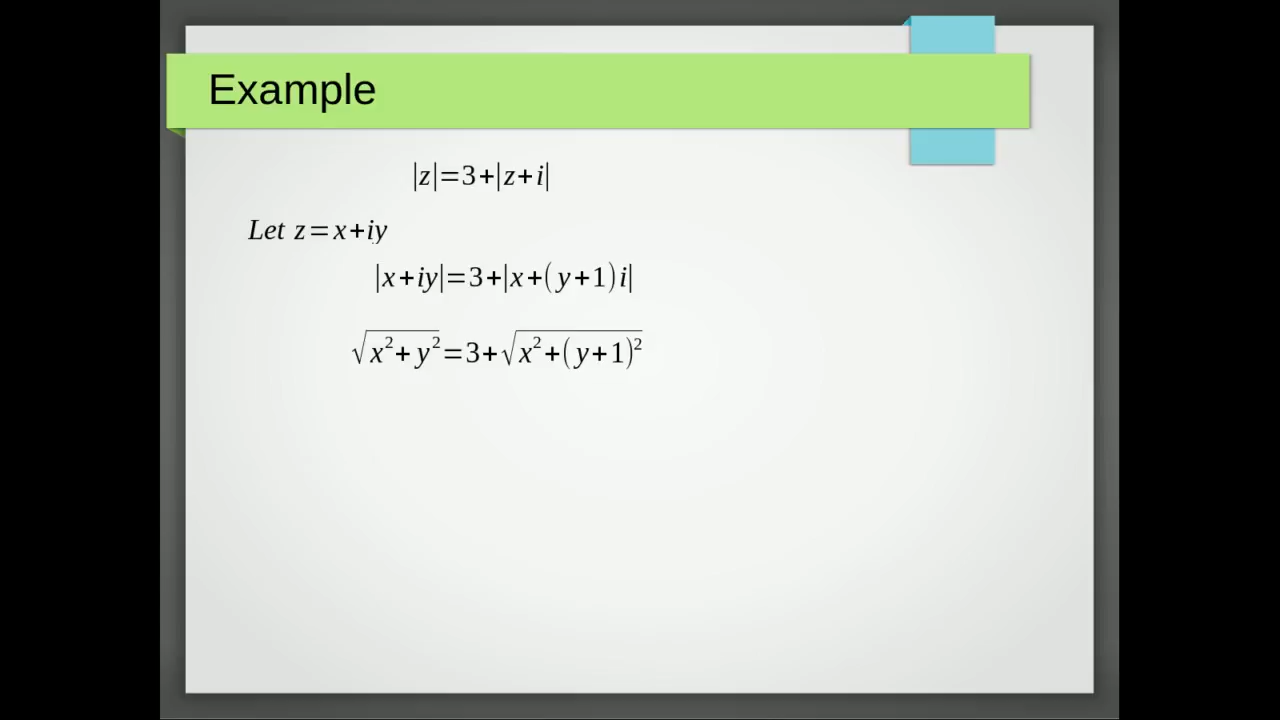 Example
|z|=3+|z+i|
Let z=x+iy
|x+iy|=3+|x+(y+1)i|
√x²+y²=3+√x²+(y+1)²